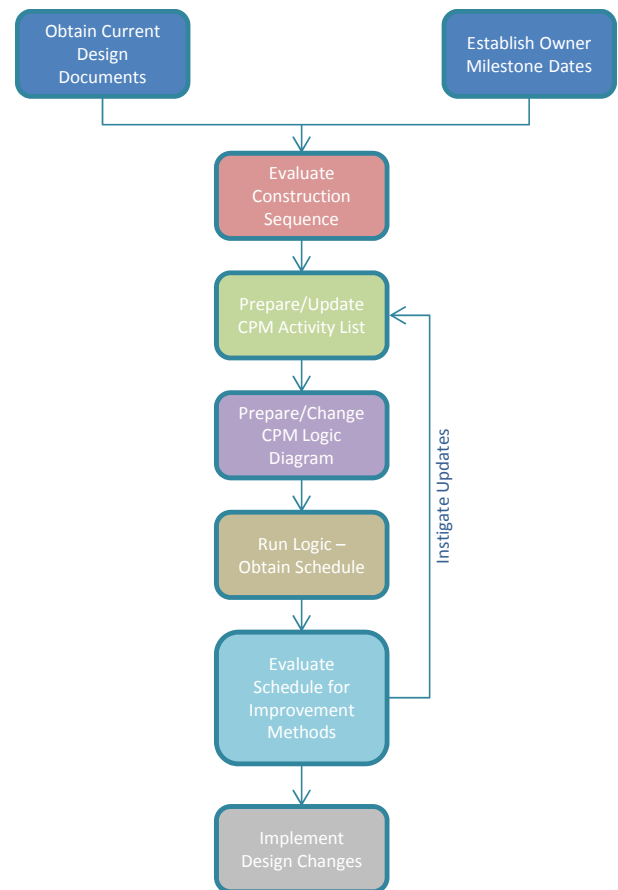 Obtain Current
Design
Documents
Establish Owner
Milestone Dates
Evaluate
Construction
Sequence
Prepare/Update
CPM Activity List
Prepare/Change
CPM Logic
Diagram
Run Logic –
Obtain Schedule
Evaluate
Schedule for
Improvement
Methods
Instigate Updates
Implement
Design Changes